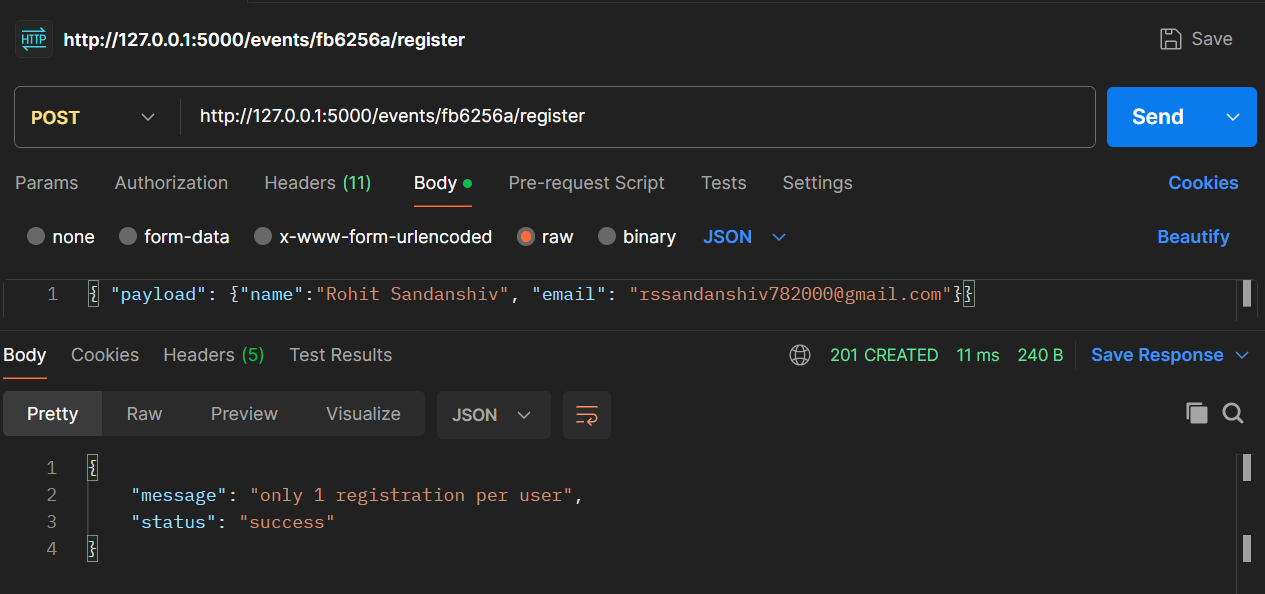 HTTP http://127.0.0.1:5000/events/fb6256a/register Save
POST http://127.0.0.1:5000/events/fb6256a/register Send
Params Authorization Headers (11) Body Pre-request Script Tests Settings Cookies
none form-data x-www-form-urlencoded raw binary JSON Beautify
1 { "payload": {"name":"Rohit Sandanshiv", "email": "rssandanshiv782000@gmail.com"}}
Body Cookies Headers (5) Test Results 201 CREATED 11 ms 240 B Save Response
Pretty Raw Preview Visualize JSON
1 {
2 "message": "only 1 registration per user",
3 "status": "success"
4 }